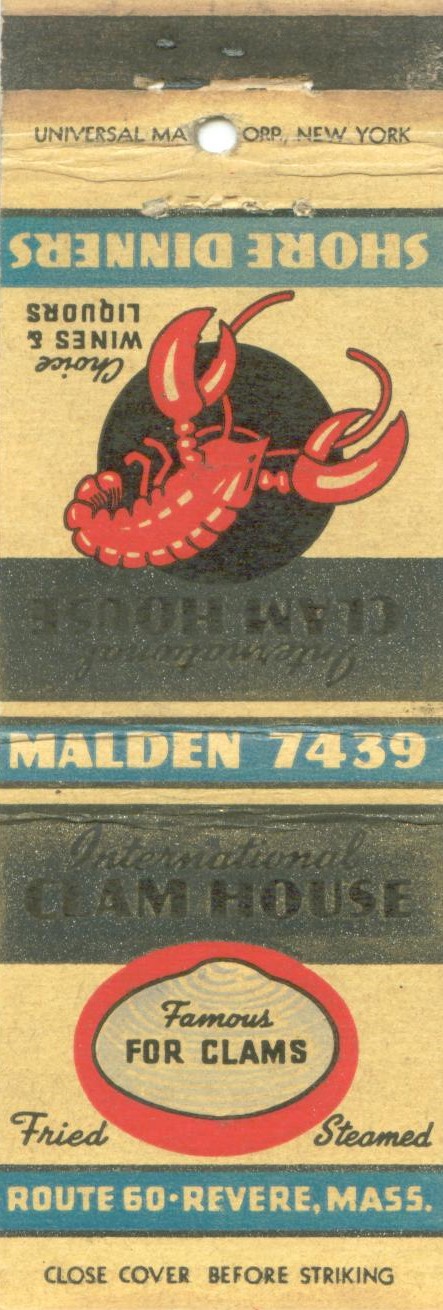 UNIVERSAL MA ORP., NEW YORK
SHORE DINNERS
Choice
WINES &
LIQUORS
International
CLAM HOUSE
MALDEN 7439
International
CLAM HOUSE
Famous
FOR CLAMS
Fried Steamed
ROUTE 60·REVERE, MASS.
CLOSE COVER BEFORE STRIKING